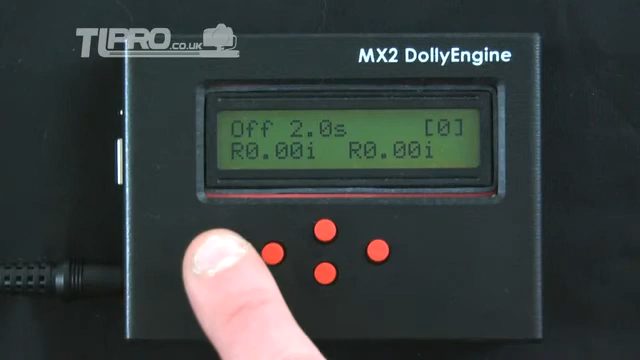 TLPRO.CO.UK
MX2 DollyEngine
Off 2.0s [0]
R0.00i R0.00i